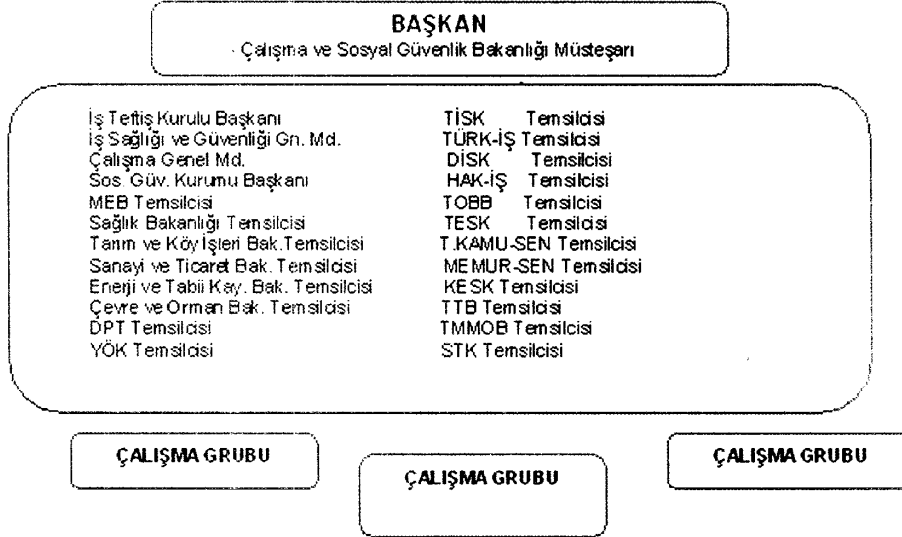 BAŞKAN
Çalışma ve Sosyal Güvenlik Bakanlığı Müsteşarı
İş Teftiş Kurulu Başkanı
İş Sağlığı ve Güvenliği Gn. Md.
Çalışma Genel Md.
Sos. Güv. Kurumu Başkanı
MEB Temsilcisi
Sağlık Bakanlığı Temsilcisi
Tarım ve Köy İşleri Bak.Temsilcisi
Sanayi ve Ticaret Bak. Temsilcisi
Enerji ve Tabii Kay. Bak. Temsilcisi
Çevre ve Orman Bak. Temsilcisi
DPT Temsilcisi
YÖK Temsilcisi
TİSK Temsilcisi
TÜRK-İŞ Temsilcisi
DİSK Temsilcisi
HAK-İŞ Temsilcisi
TOBB Temsilcisi
TESK Temsilcisi
T.KAMU-SEN Temsilcisi
MEMUR-SEN Temsilcisi
KESK Temsilcisi
TTB Temsilcisi
TMMOB Temsilcisi
STK Temsilcisi
ÇALIŞMA GRUBU
ÇALIŞMA GRUBU
ÇALIŞMA GRUBU